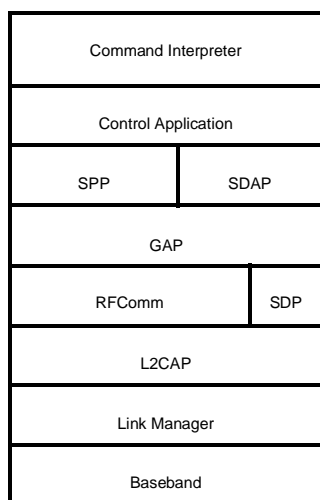 Command Interpreter
Control Application
SPP SDAP
GAP
RFComm SDP
L2CAP
Link Manager
Baseband